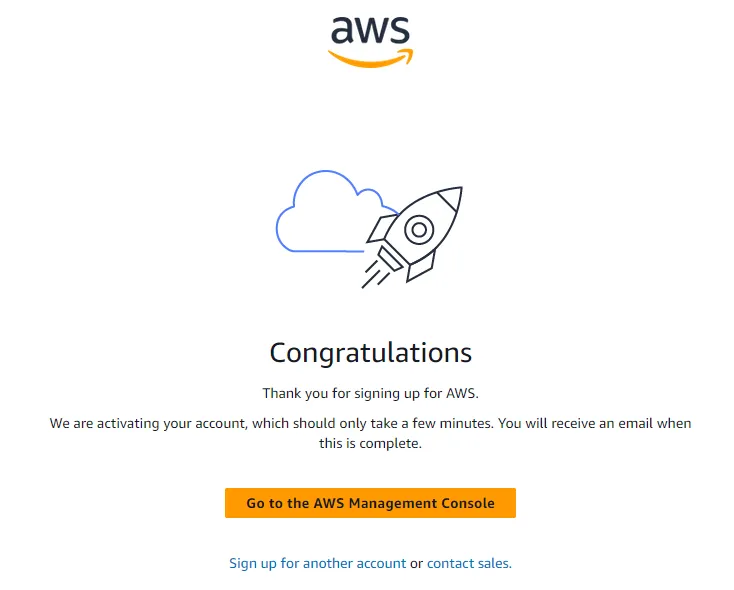 aws
Congratulations
Thank you for signing up for AWS.
We are activating your account, which should only take a few minutes. You will receive an email when
this is complete.
Go to the AWS Management Console
Sign up for another account or contact sales.